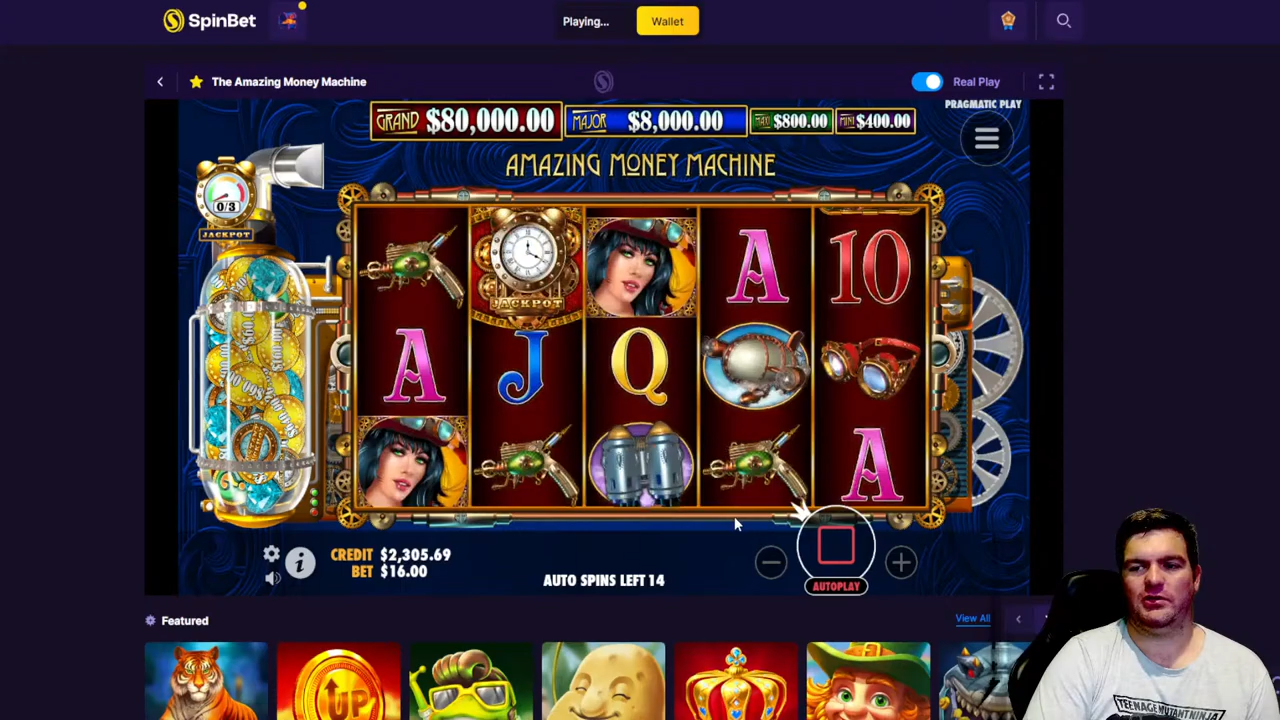 SpinBet
Playing...
Wallet
The Amazing Money Machine
Real Play
PRAGMATIC PLAY
GRAND $80,000.00
MAJOR $8,000.00
MAXI $800.00
MINI $400.00
AMAZING MONEY MACHINE
0/3
JACKPOT
JACKPOT
A
10
A
J
Q
A
CREDIT $2,305.69
BET $16.00
AUTO SPINS LEFT 14
AUTOPLAY
Featured
View All
UP
TEENAGE MUTANT NINJA